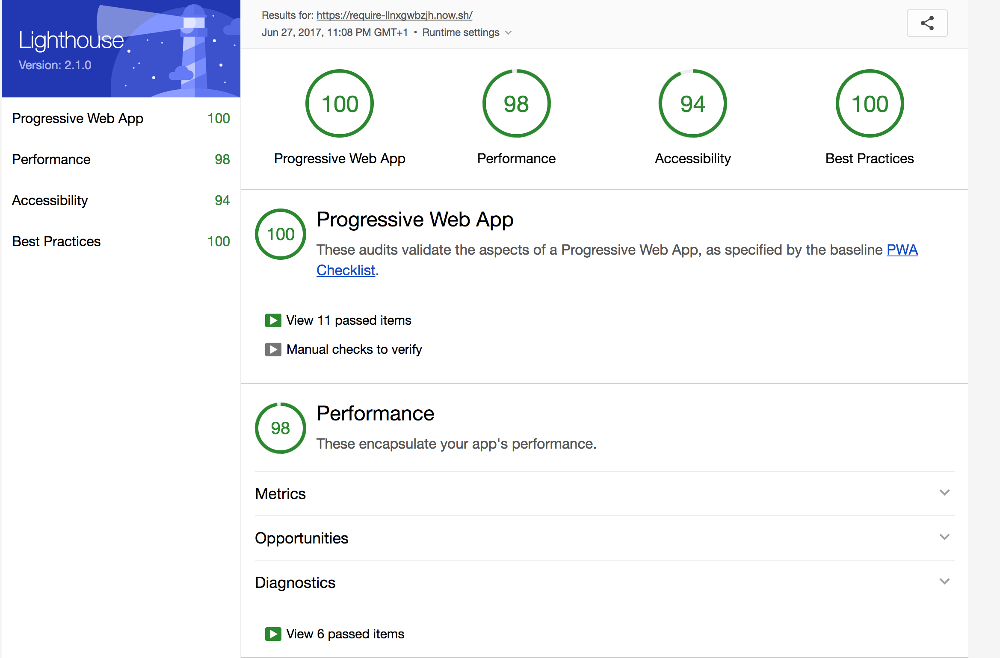 Lighthouse
Version: 2.1.0
Progressive Web App 100
Performance 98
Accessibility 94
Best Practices 100
Results for: https://require-llnxgwbzjh.now.sh/
Jun 27, 2017, 11:08 PM GMT+1 • Runtime settings
100 98 94 100
Progressive Web App Performance Accessibility Best Practices
100
Progressive Web App
These audits validate the aspects of a Progressive Web App, as specified by the baseline PWA
Checklist.
View 11 passed items
Manual checks to verify
98
Performance
These encapsulate your app's performance.
Metrics
Opportunities
Diagnostics
View 6 passed items